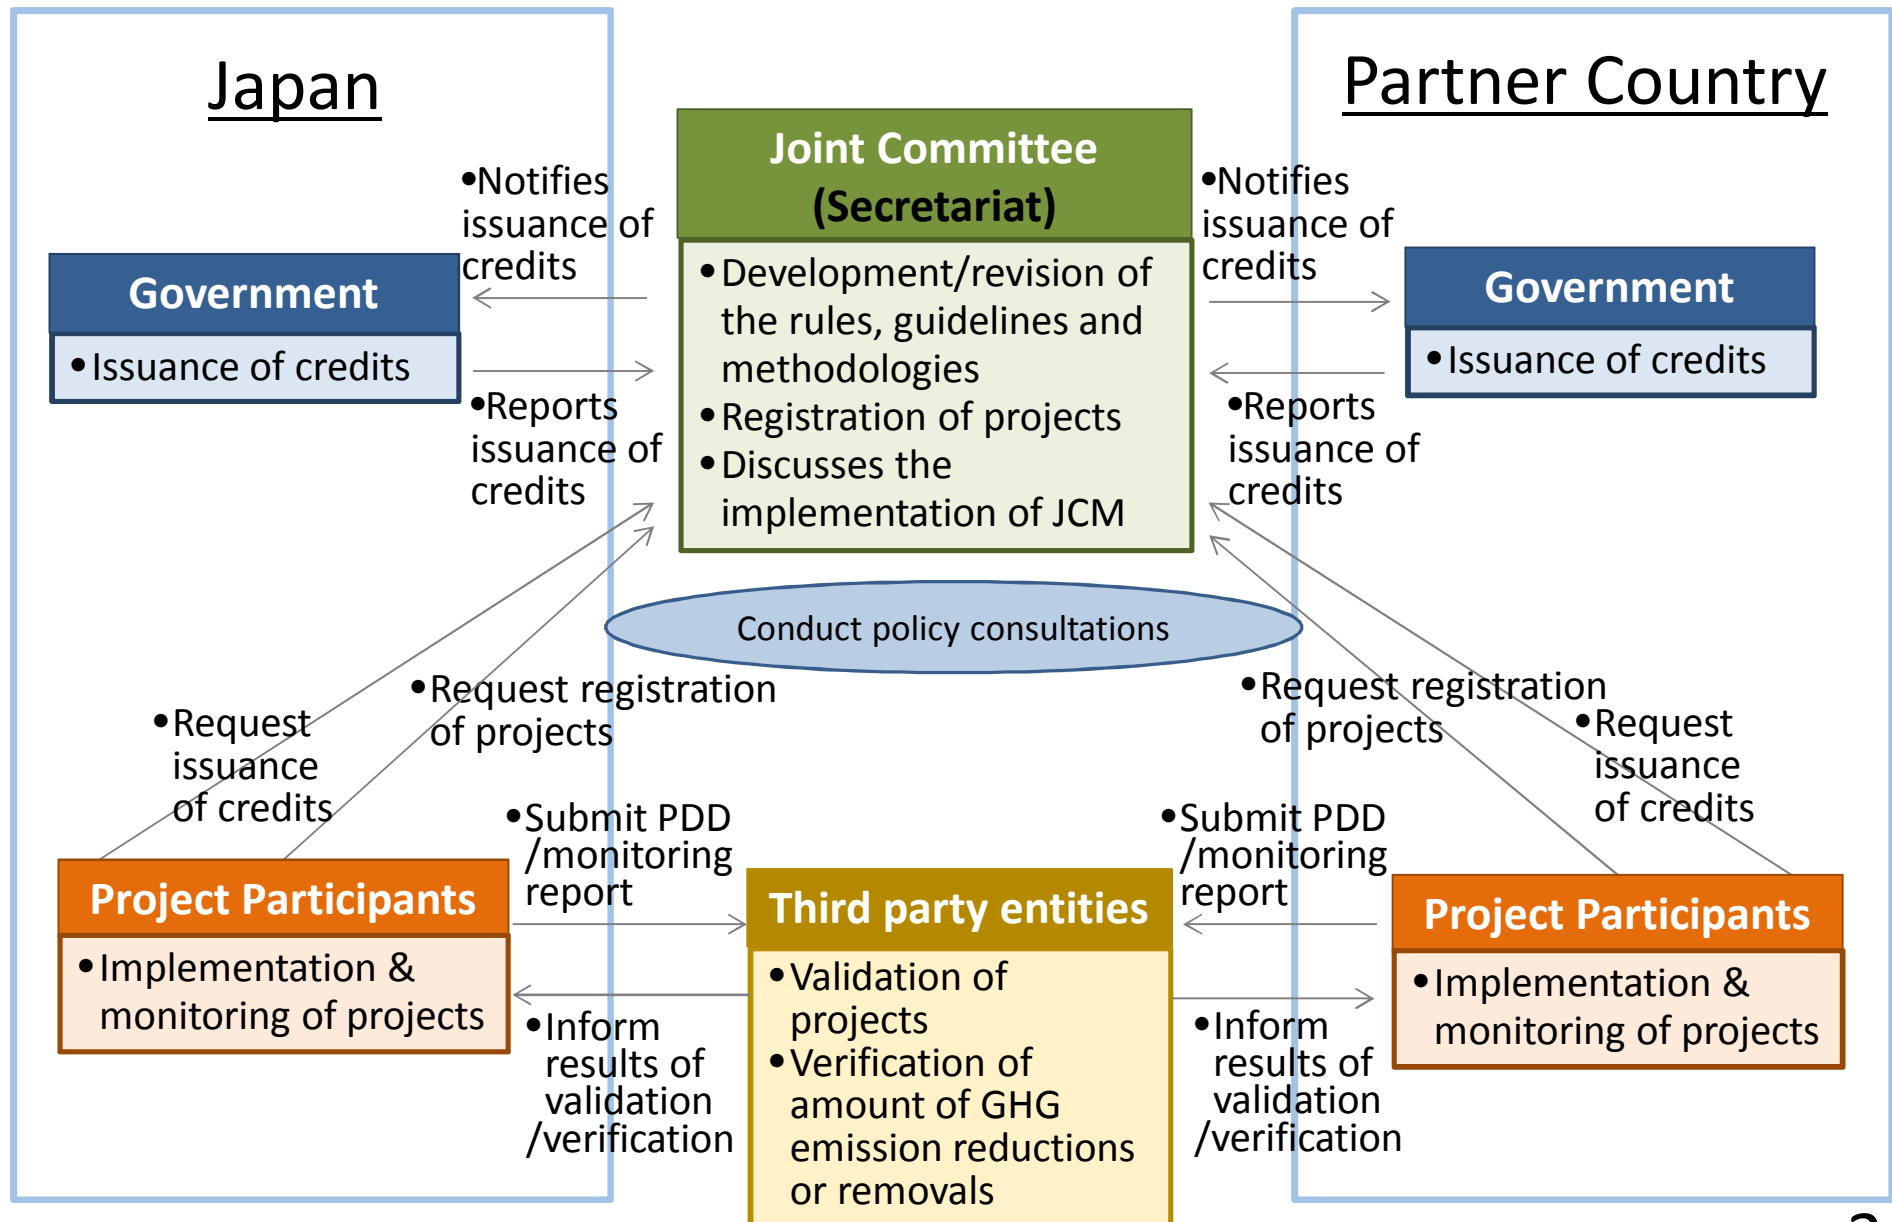 Japan
Partner Country
Joint Committee
(Secretariat)
•Development/revision of
the rules, guidelines and
methodologies
•Registration of projects
•Discusses the
implementation of JCM
•Notifies
issuance of
credits
•Notifies
issuance of
credits
Government
•Issuance of credits
Government
•Issuance of credits
•Reports
issuance of
credits
•Reports
issuance of
credits
Conduct policy consultations
•Request
issuance
of credits
•Request registration
of projects
•Request registration
of projects
•Request
issuance
of credits
•Submit PDD
/monitoring
report
•Submit PDD
/monitoring
report
Project Participants
•Implementation &
monitoring of projects
Third party entities
•Validation of
projects
•Verification of
amount of GHG
emission reductions
or removals
Project Participants
•Implementation &
monitoring of projects
•Inform
results of
validation
/verification
•Inform
results of
validation
/verification